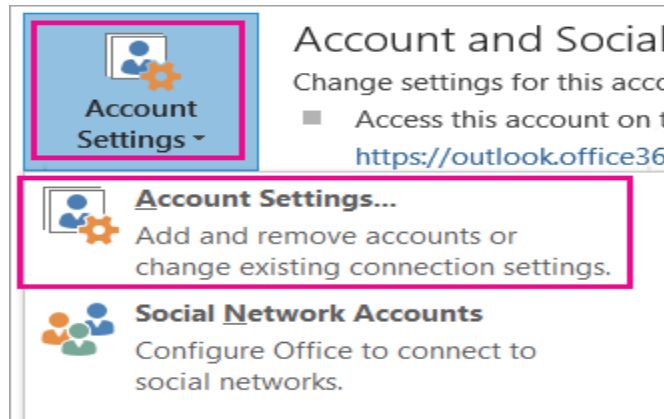 Account and Social
Change settings for this acco
Account
Settings
Access this account on t
https://outlook.office36
Account Settings...
Add and remove accounts or
change existing connection settings.
Social Network Accounts
Configure Office to connect to
social networks.